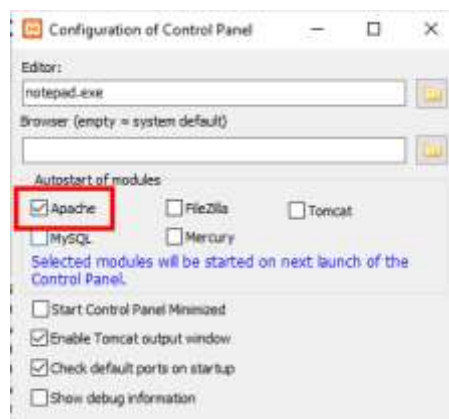 Configuration of Control Panel
Editor:
notepad.exe
Browser (empty = system default)
Autostart of modules
Apache FileZilla Tomcat
MySQL Mercury
Selected modules will be started on next launch of the
Control Panel.
Start Control Panel Minimized
Enable Tomcat output window
Check default ports on startup
Show debug information